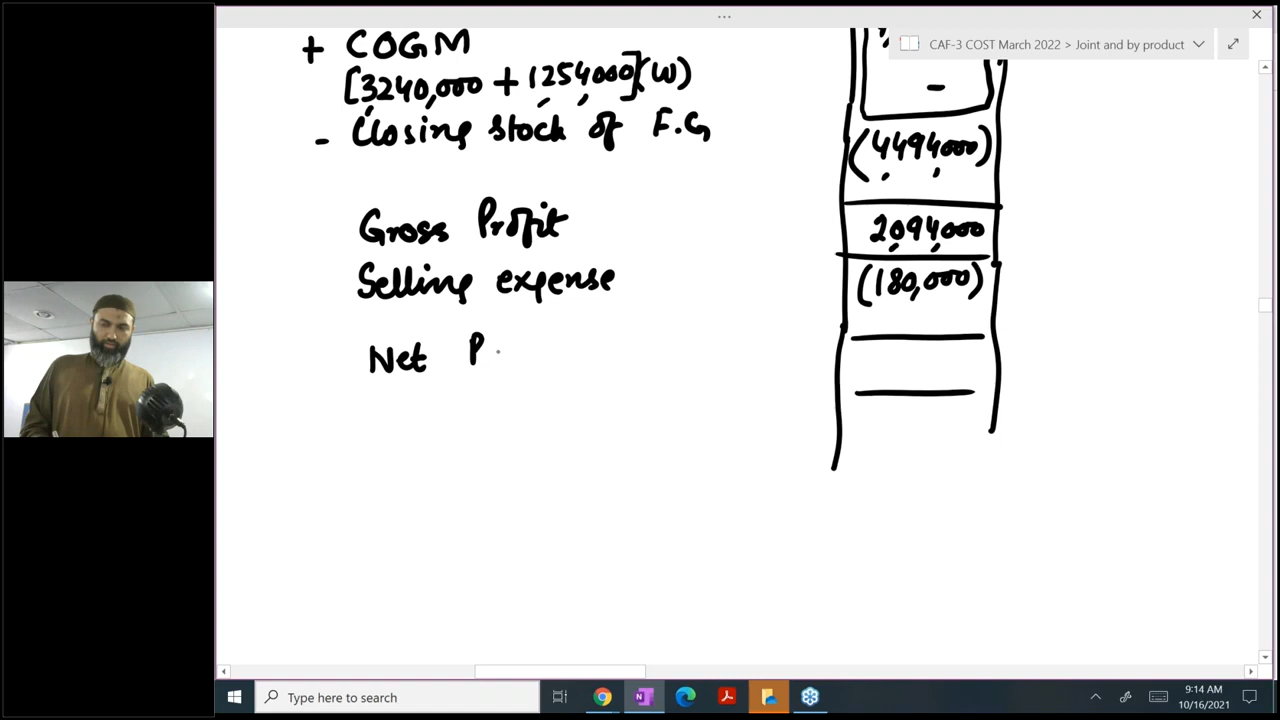 CAF-3 COST March 2022 > Joint and by product
+ COGM
[3240,000 + 1254000](W)
-
- Closing stock of F.G
(4494000)
Gross Profit 2094000
Selling expense (180,000)
Net P
Type here to search
9:14 AM
10/16/2021